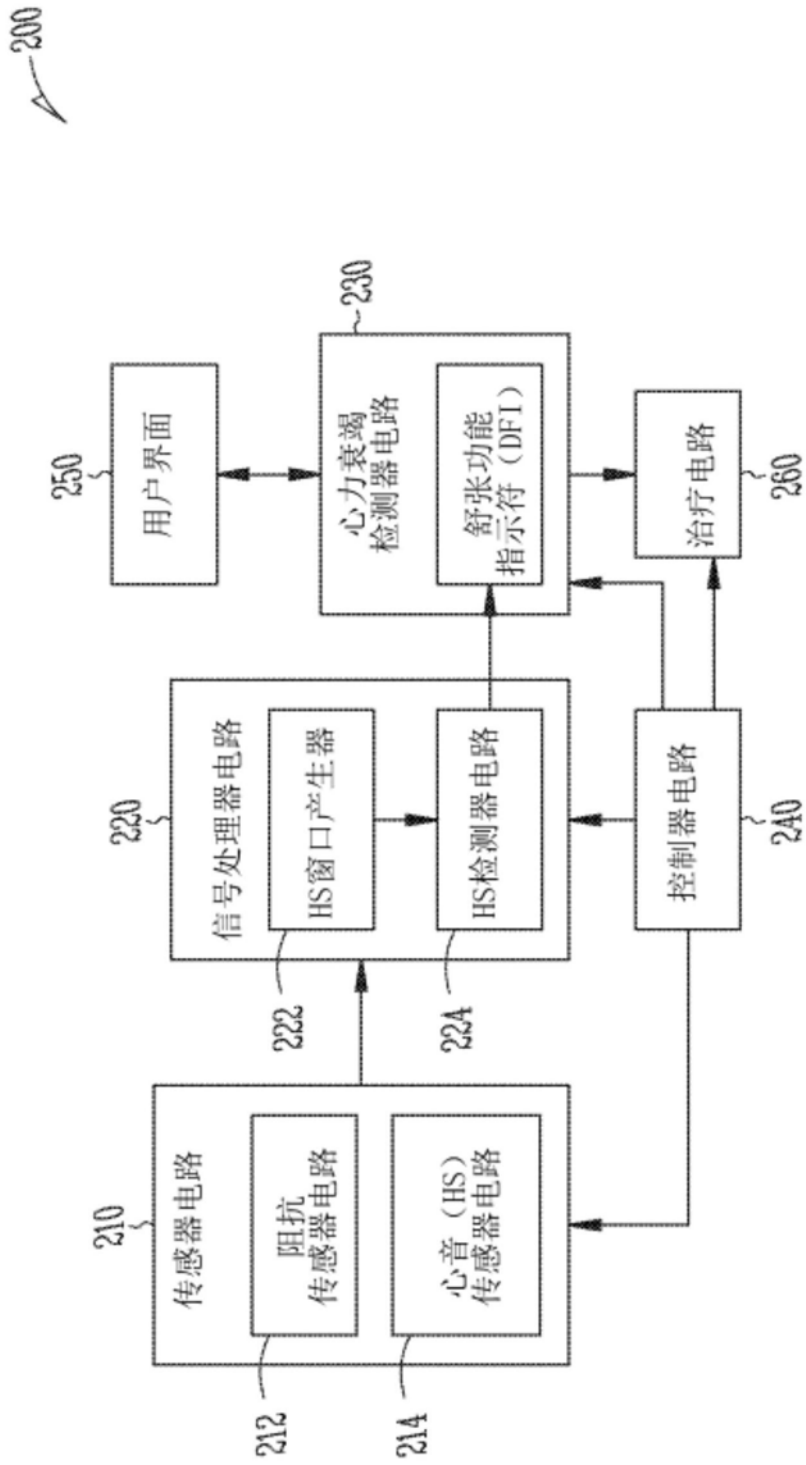 200
210
传感器电路
212
阻抗
传感器电路
214
心音（HS）
传感器电路
220
信号处理器电路
222
HS窗口产生器
224
HS检测器电路
250
用户界面
230
心力衰竭
检测器电路
舒张功能
指示符（DFI）
240
控制器电路
260
治疗电路